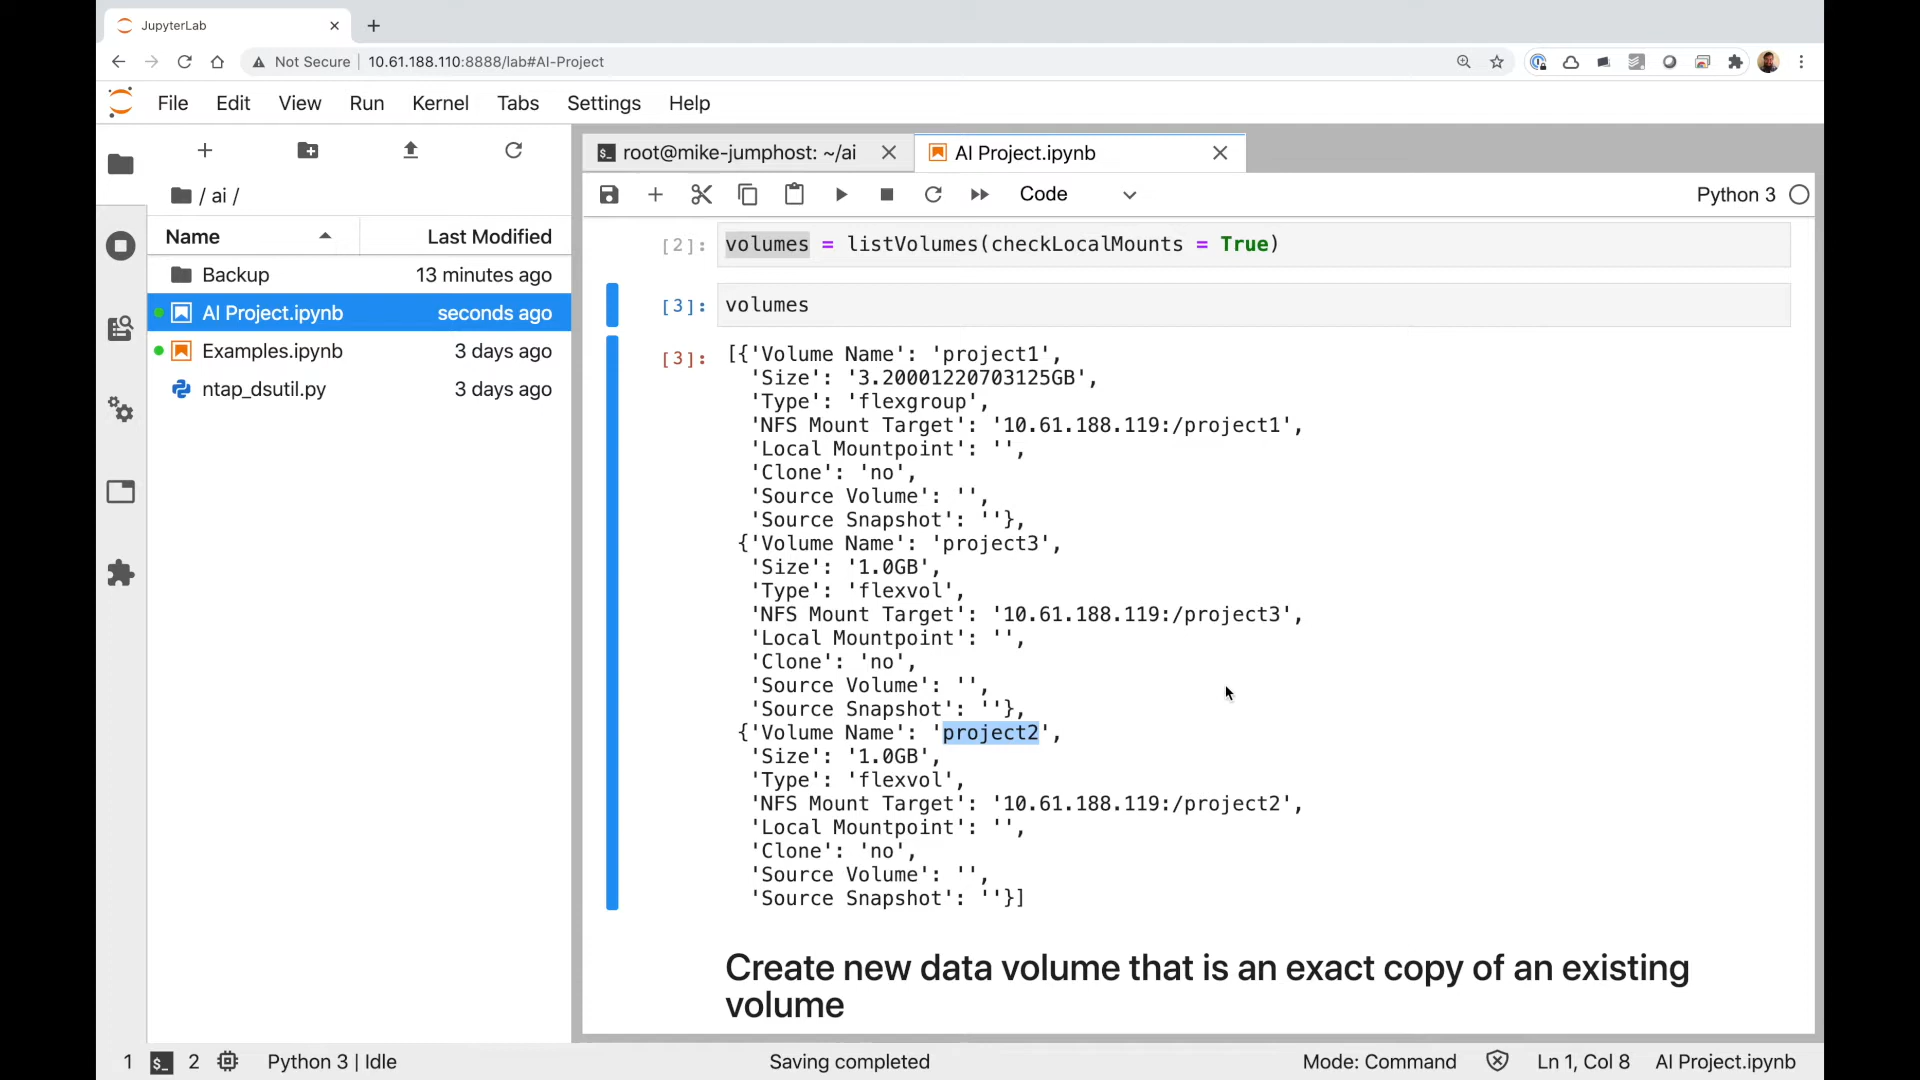 JupyterLab
Not Secure
10.61.188.110:8888/lab#AI-Project
File Edit View Run Kernel Tabs Settings Help
root@mike-jumphost: ~/ai
AI Project.ipynb
/ ai /
Code
Python 3
Name Last Modified
Backup 13 minutes ago
AI Project.ipynb seconds ago
Examples.ipynb 3 days ago
ntap_dsutil.py 3 days ago
[2]: volumes = listVolumes(checkLocalMounts = True)
[3]: volumes
[3]: [{'Volume Name': 'project1',
'Size': '3.20001220703125GB',
'Type': 'flexgroup',
'NFS Mount Target': '10.61.188.119:/project1',
'Local Mountpoint': '',
'Clone': 'no',
'Source Volume': '',
'Source Snapshot': ''},
{'Volume Name': 'project3',
'Size': '1.0GB',
'Type': 'flexvol',
'NFS Mount Target': '10.61.188.119:/project3',
'Local Mountpoint': '',
'Clone': 'no',
'Source Volume': '',
'Source Snapshot': ''},
{'Volume Name': 'project2',
'Size': '1.0GB',
'Type': 'flexvol',
'NFS Mount Target': '10.61.188.119:/project2',
'Local Mountpoint': '',
'Clone': 'no',
'Source Volume': '',
'Source Snapshot': ''}]
Create new data volume that is an exact copy of an existing
volume
1 $_ 2 Python 3 | Idle Saving completed Mode: Command Ln 1, Col 8 AI Project.ipynb